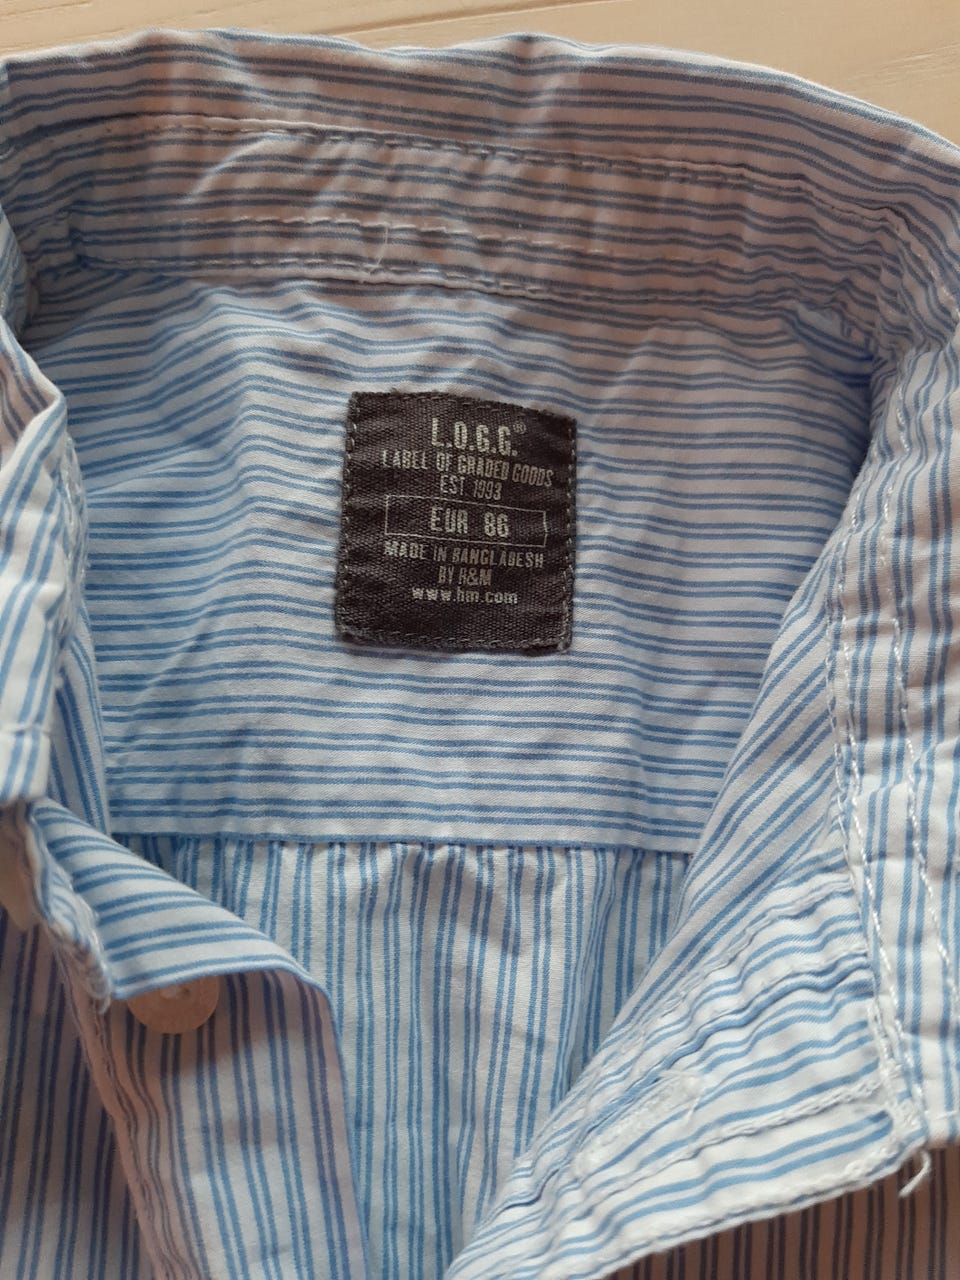 L.O.G.G.®
LABEL OF GRADED GOODS
EST 1993
EUR 86
MADE IN BANGLADESH
BY H&M
www.hm.com